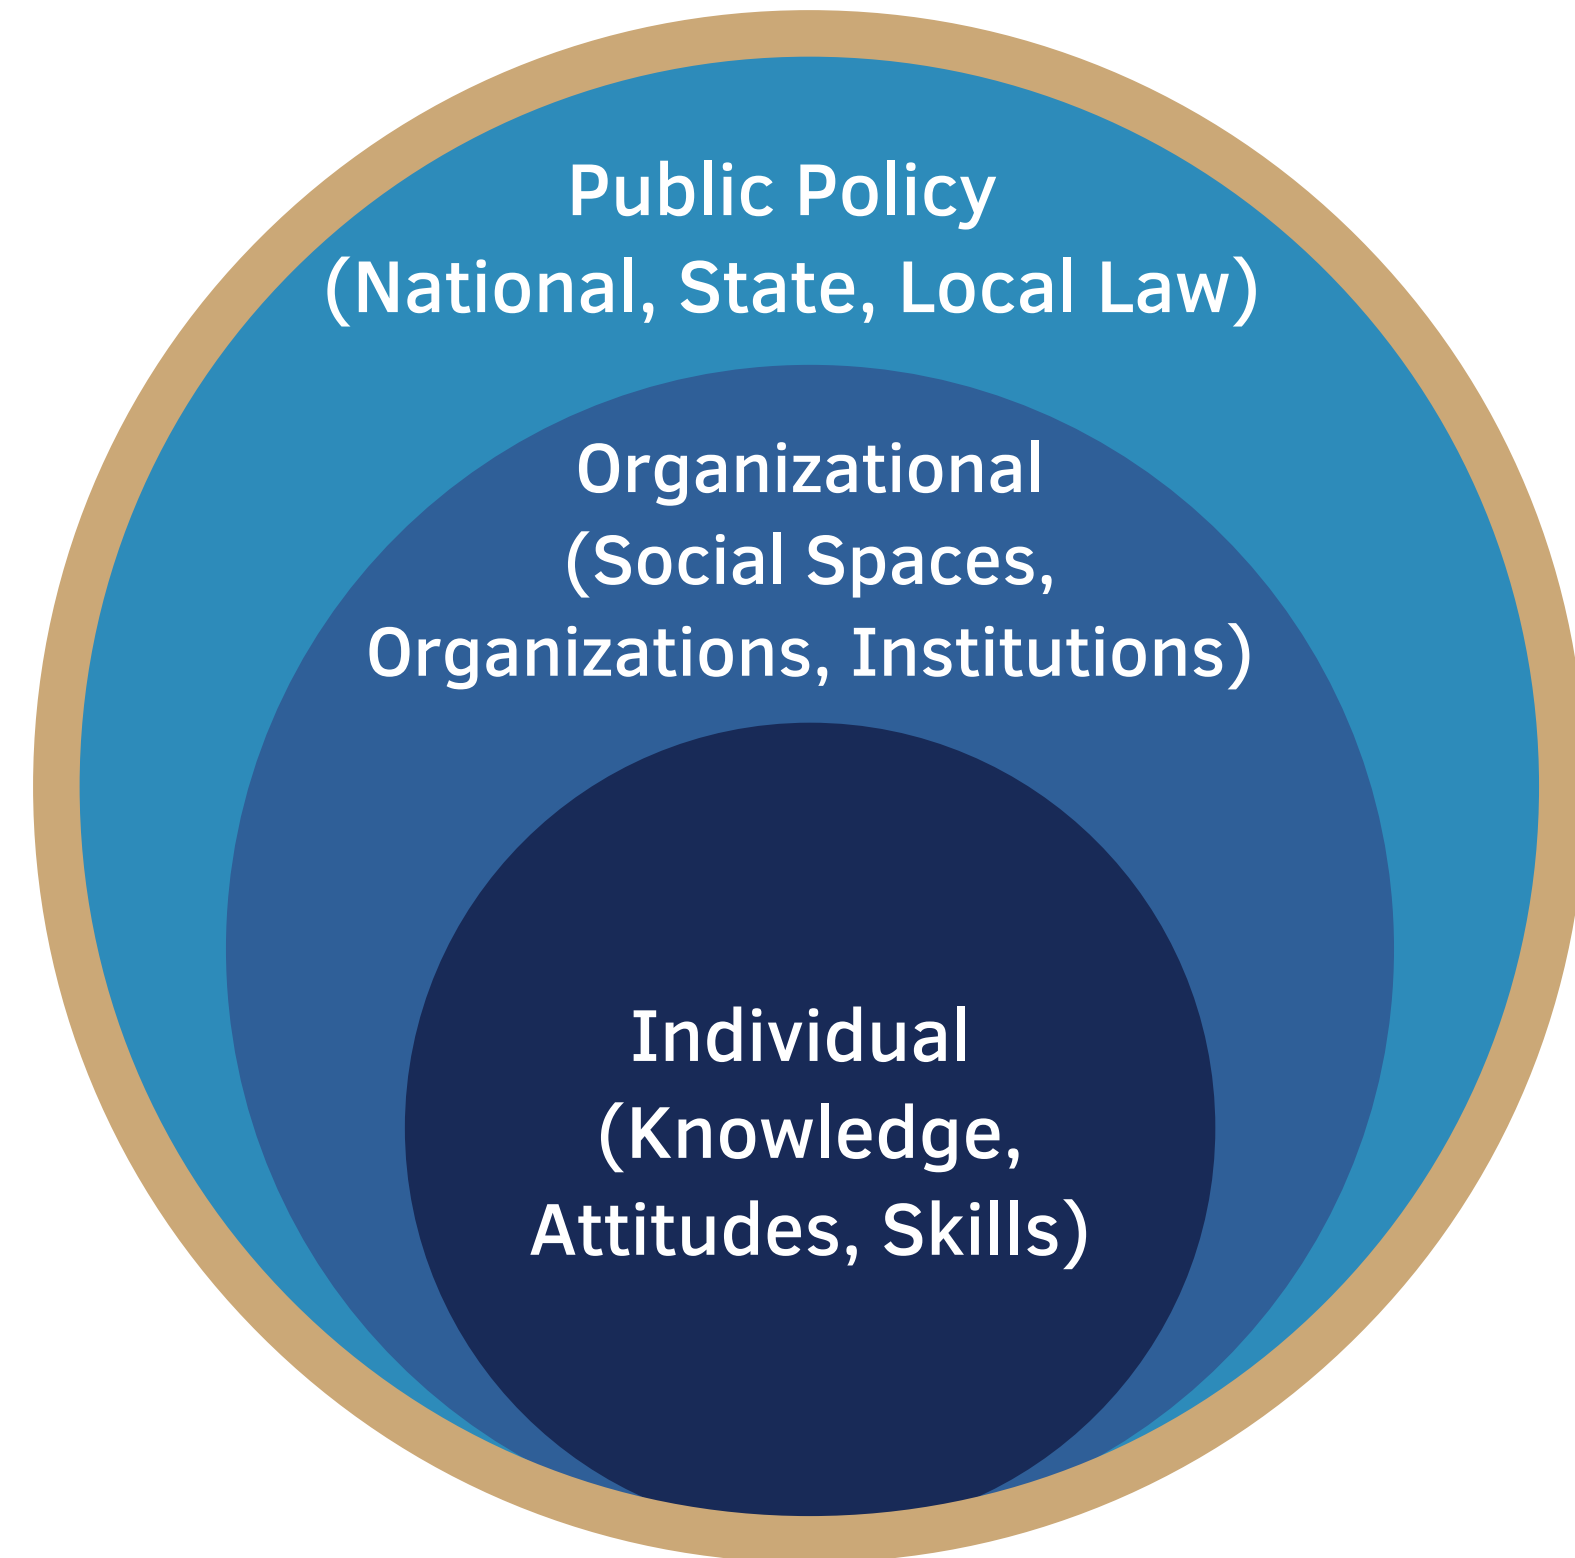 Public Policy
(National, State, Local Law)
Organizational
(Social Spaces,
Organizations, Institutions)
Individual
(Knowledge,
Attitudes, Skills)